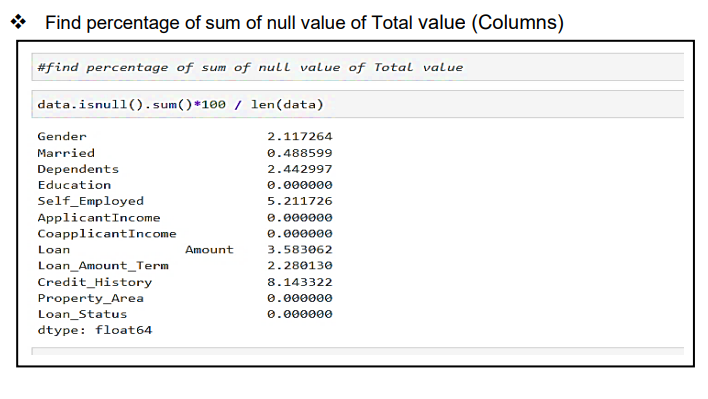 ❖ Find percentage of sum of null value of Total value (Columns)
#find percentage of sum of null value of Total value
data.isnull().sum()*100 / len(data)
Gender 2.117264
Married 0.488599
Dependents 2.442997
Education 0.000000
Self_Employed 5.211726
ApplicantIncome 0.000000
CoapplicantIncome 0.000000
Loan Amount 3.583062
Loan_Amount_Term 2.280130
Credit_History 8.143322
Property_Area 0.000000
Loan_Status 0.000000
dtype: float64